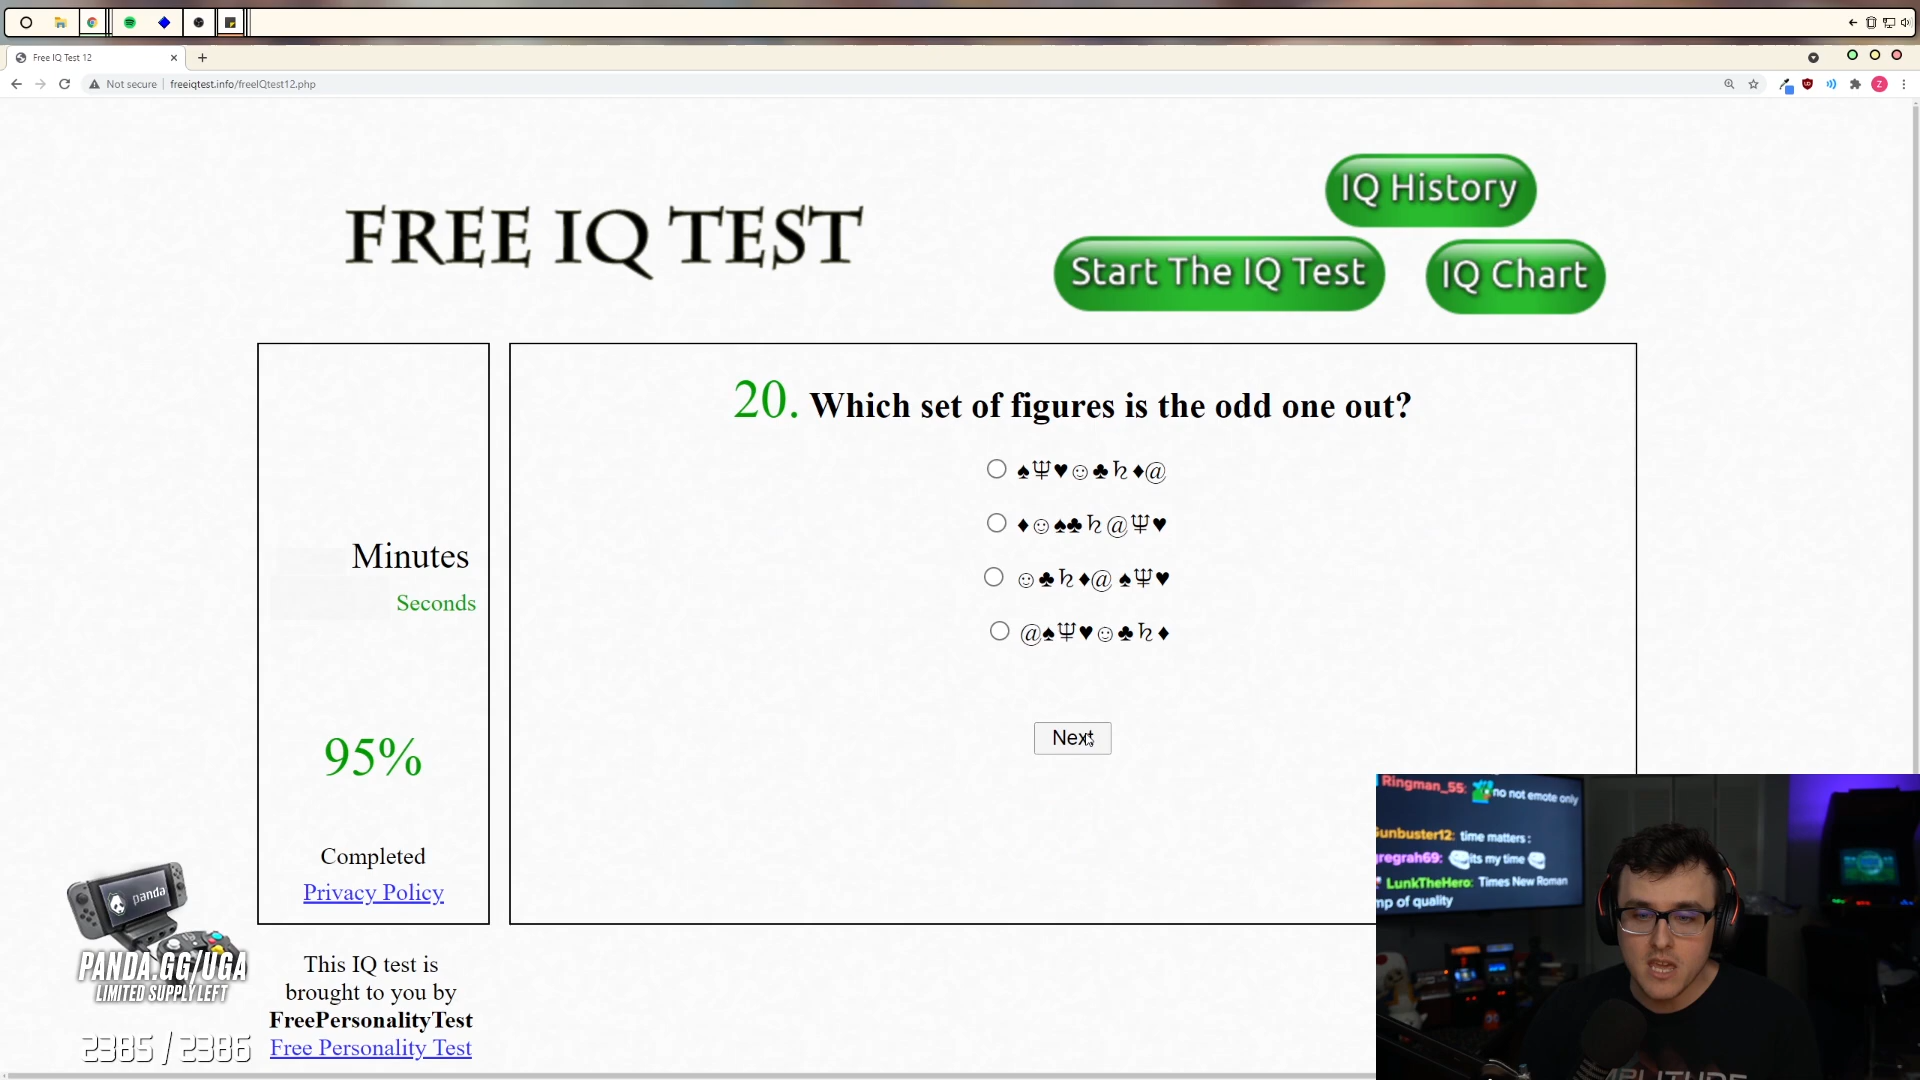 Free IQ Test 12
Not secure
freeiqtest.info/freeIQtest12.php
Z
FREE IQ TEST
IQ History
Start The IQ Test
IQ Chart
20. Which set of figures is the odd one out?
♠♆♥☺♣♄♦@
♦☺♠♣♄@♆♥
☺♣♄♦@ ♠♆♥
@♠♆♥☺♣♄♦
Next
Minutes
Seconds
95%
Completed
Privacy Policy
This IQ test is
brought to you by
FreePersonalityTest
Free Personality Test
panda
PANDA.GG/UGA
LIMITED SUPPLY LEFT
2385 / 2386
Ringman_55: no not emote only
unbuster12: time matters :
regrah69: its my time
LunkTheHero: Times New Roman
mp of quality